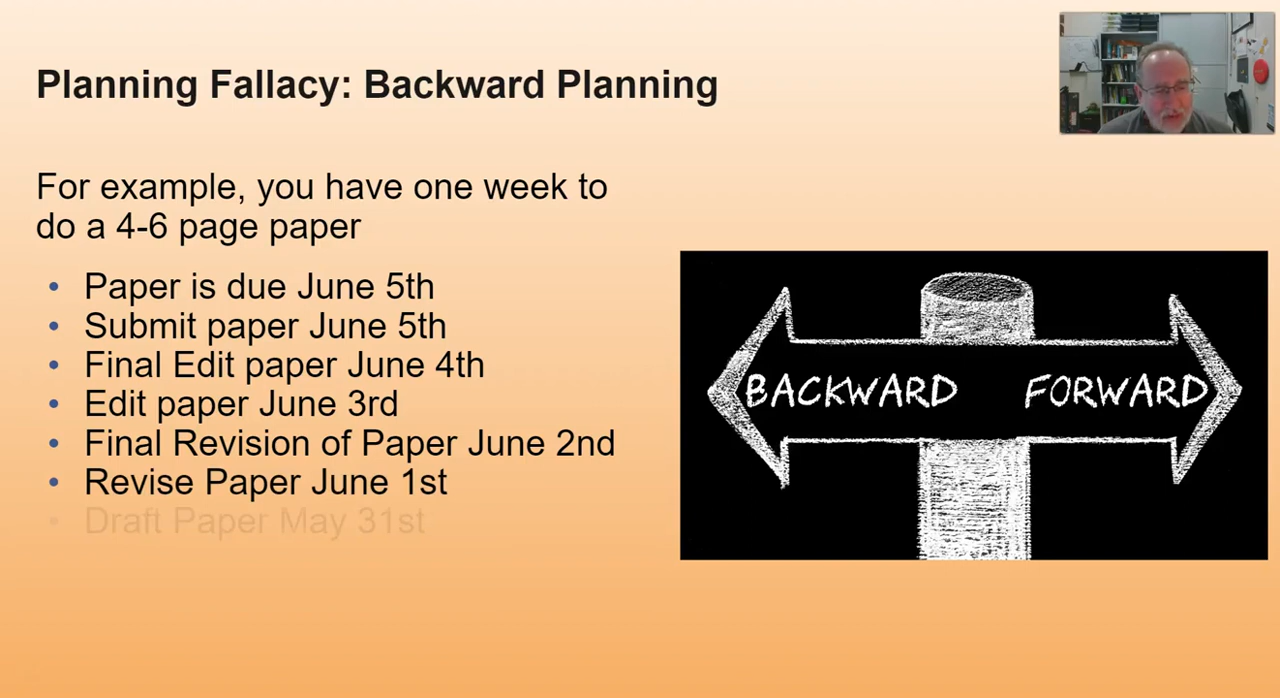 Planning Fallacy: Backward Planning
For example, you have one week to
do a 4-6 page paper
• Paper is due June 5th
• Submit paper June 5th
• Final Edit paper June 4th
• Edit paper June 3rd
• Final Revision of Paper June 2nd
• Revise Paper June 1st
• Draft Paper May 31st
BACKWARD FORWARD